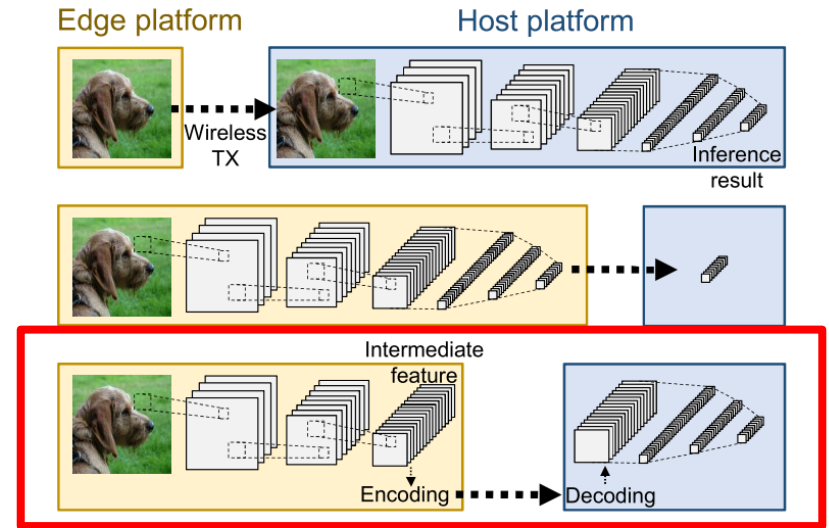 Edge platform
Host platform
Wireless
TX
Inference
result
Intermediate
feature
Encoding
Decoding